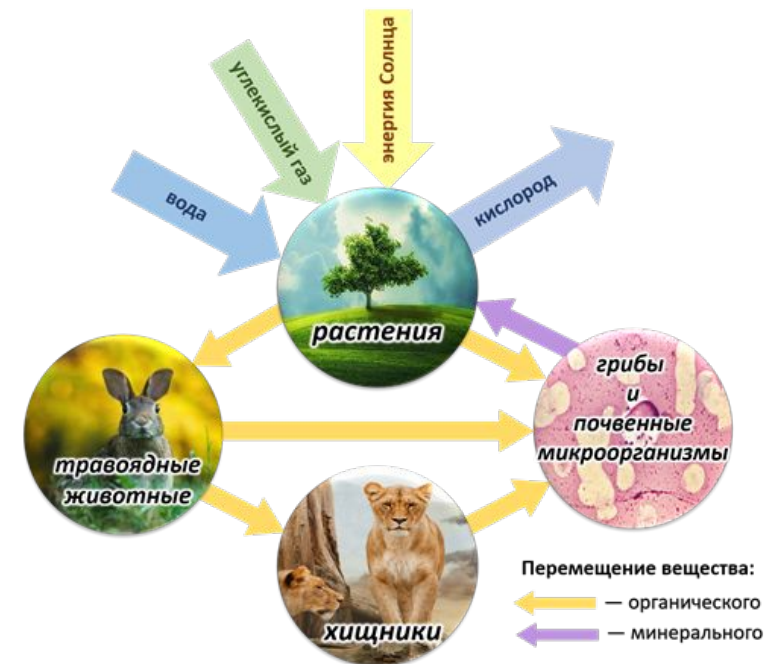 энергия Солнца
углекислый газ
вода
кислород
растения
грибы
и
почвенные
микроорганизмы
травоядные
животные
хищники
Перемещение вещества:
— органического
— минерального